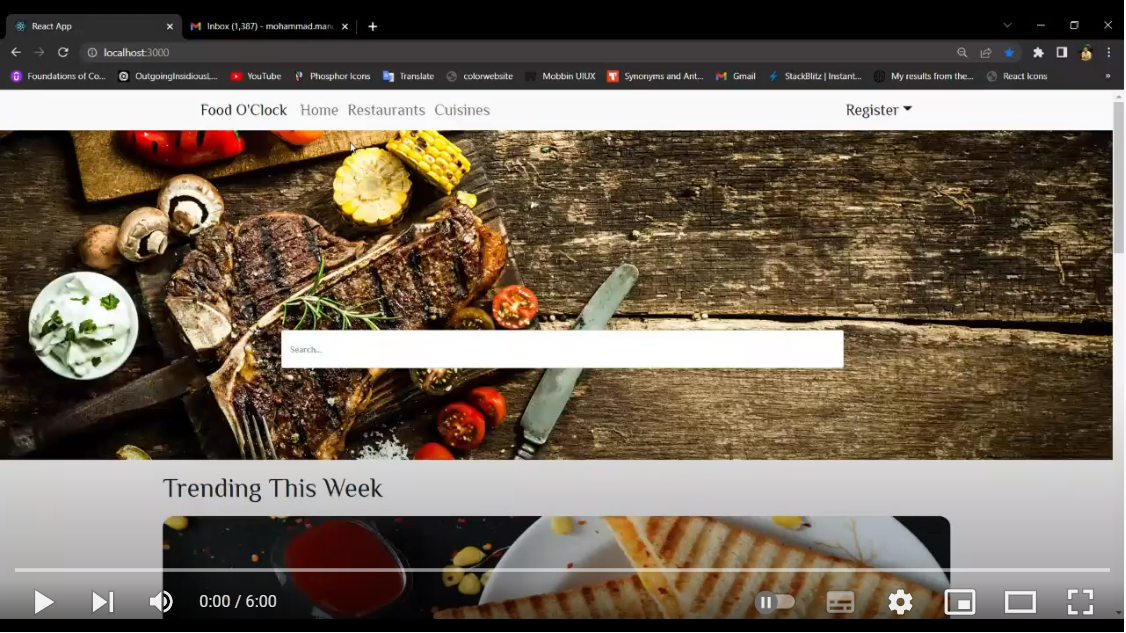 React App
Inbox (1,387) - mohammad.man
localhost:3000
Foundations of Co... OutgoingInsidiousL... YouTube Phosphor Icons Translate colorwebsite Mobbin UIUX Synonyms and Ant... Gmail StackBlitz | Instant... My results from the... React Icons »
Food O'Clock Home Restaurants Cuisines Register
Search...
Trending This Week
0:00 / 6:00